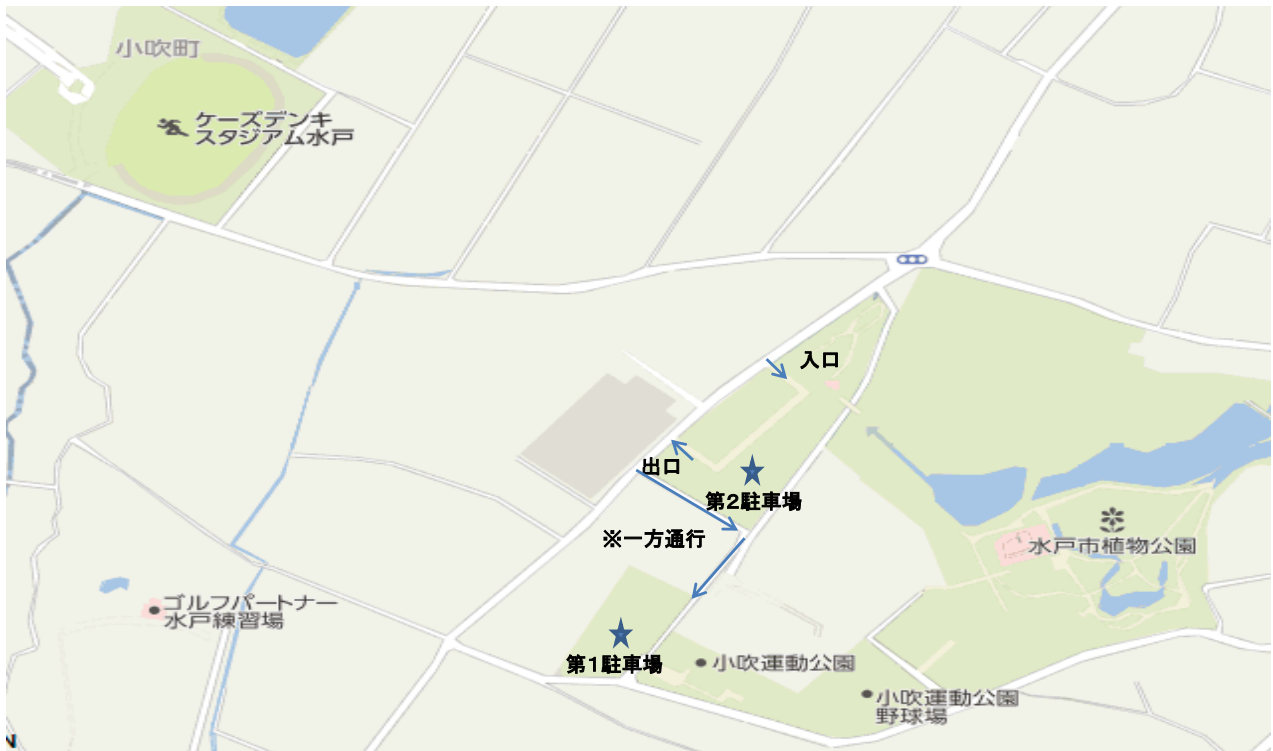 小吹町
ケーズデンキ
スタジアム水戸
入口
出口
第2駐車場
※一方通行
水戸市植物公園
ゴルフパートナー
水戸練習場
第1駐車場
小吹運動公園
小吹運動公園
野球場
N